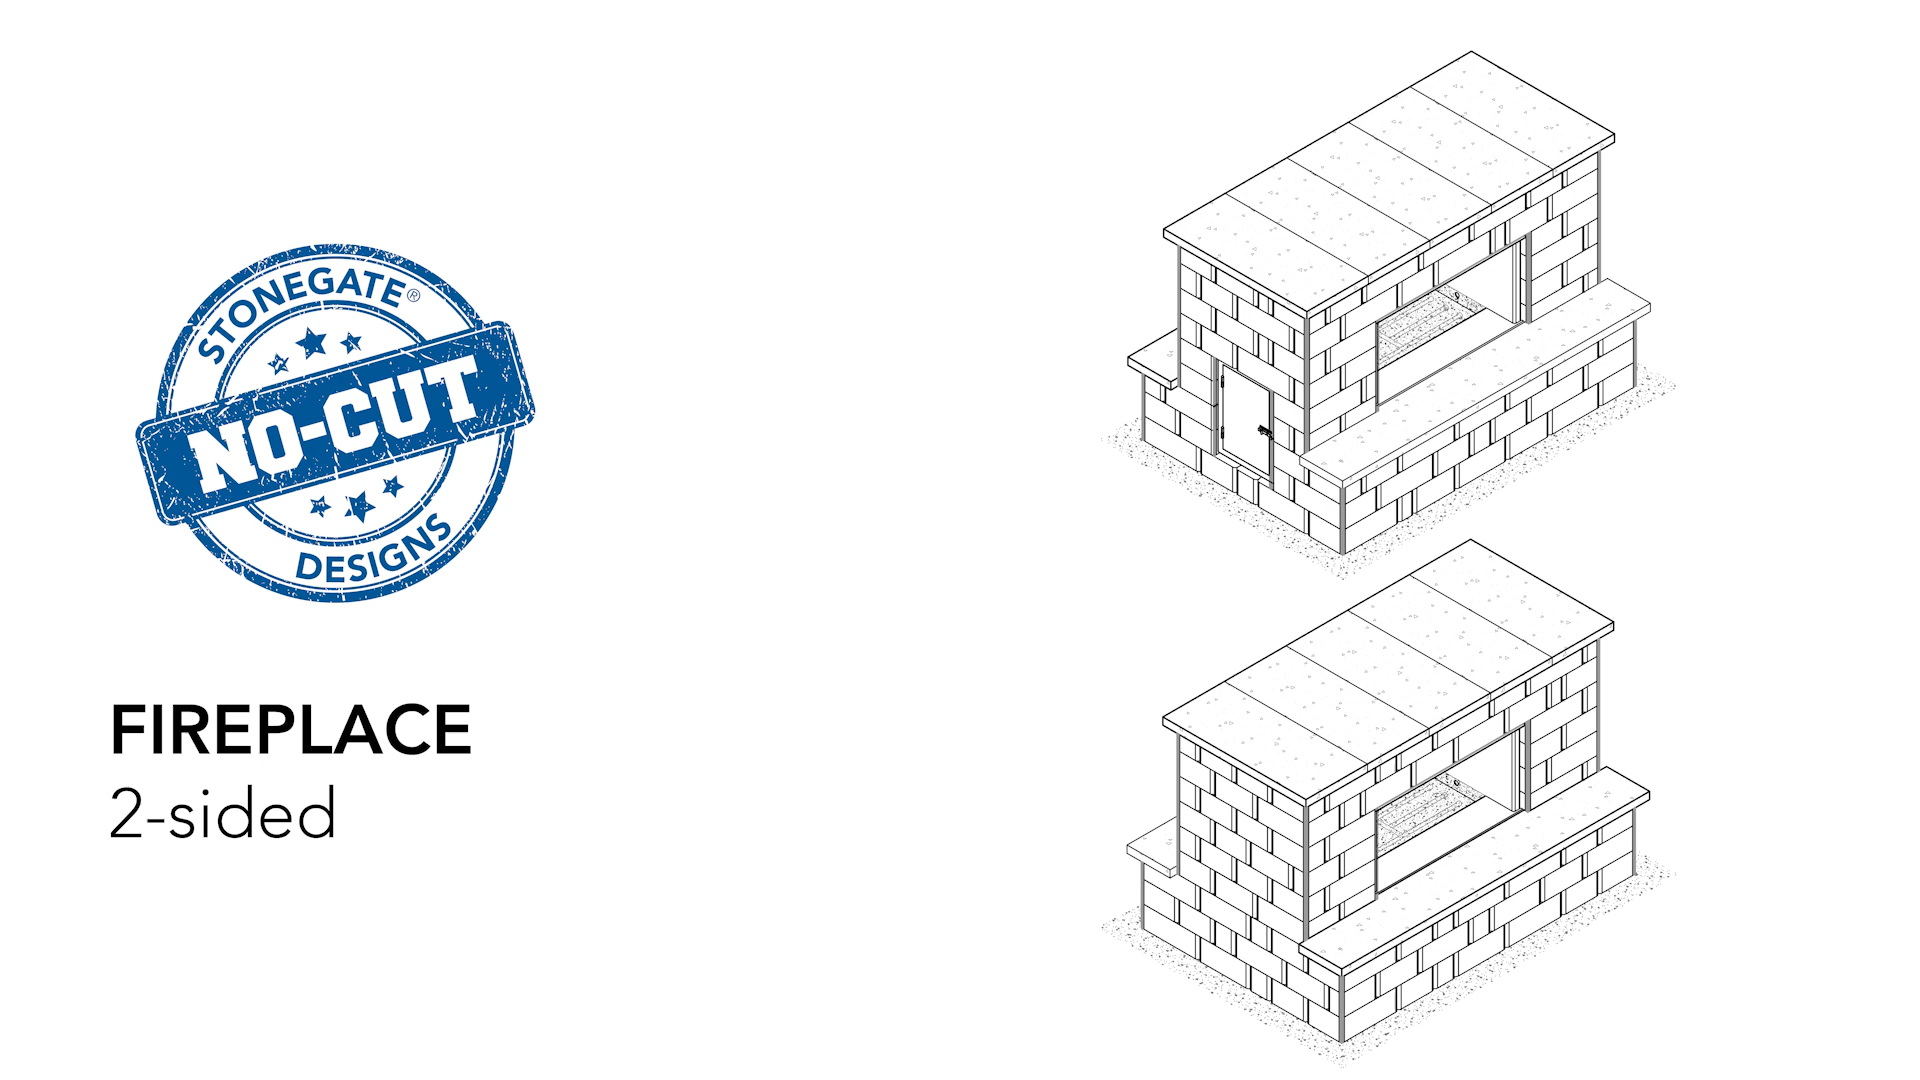 STONEGATE®
NO-CUT
DESIGNS
FIREPLACE
2-sided